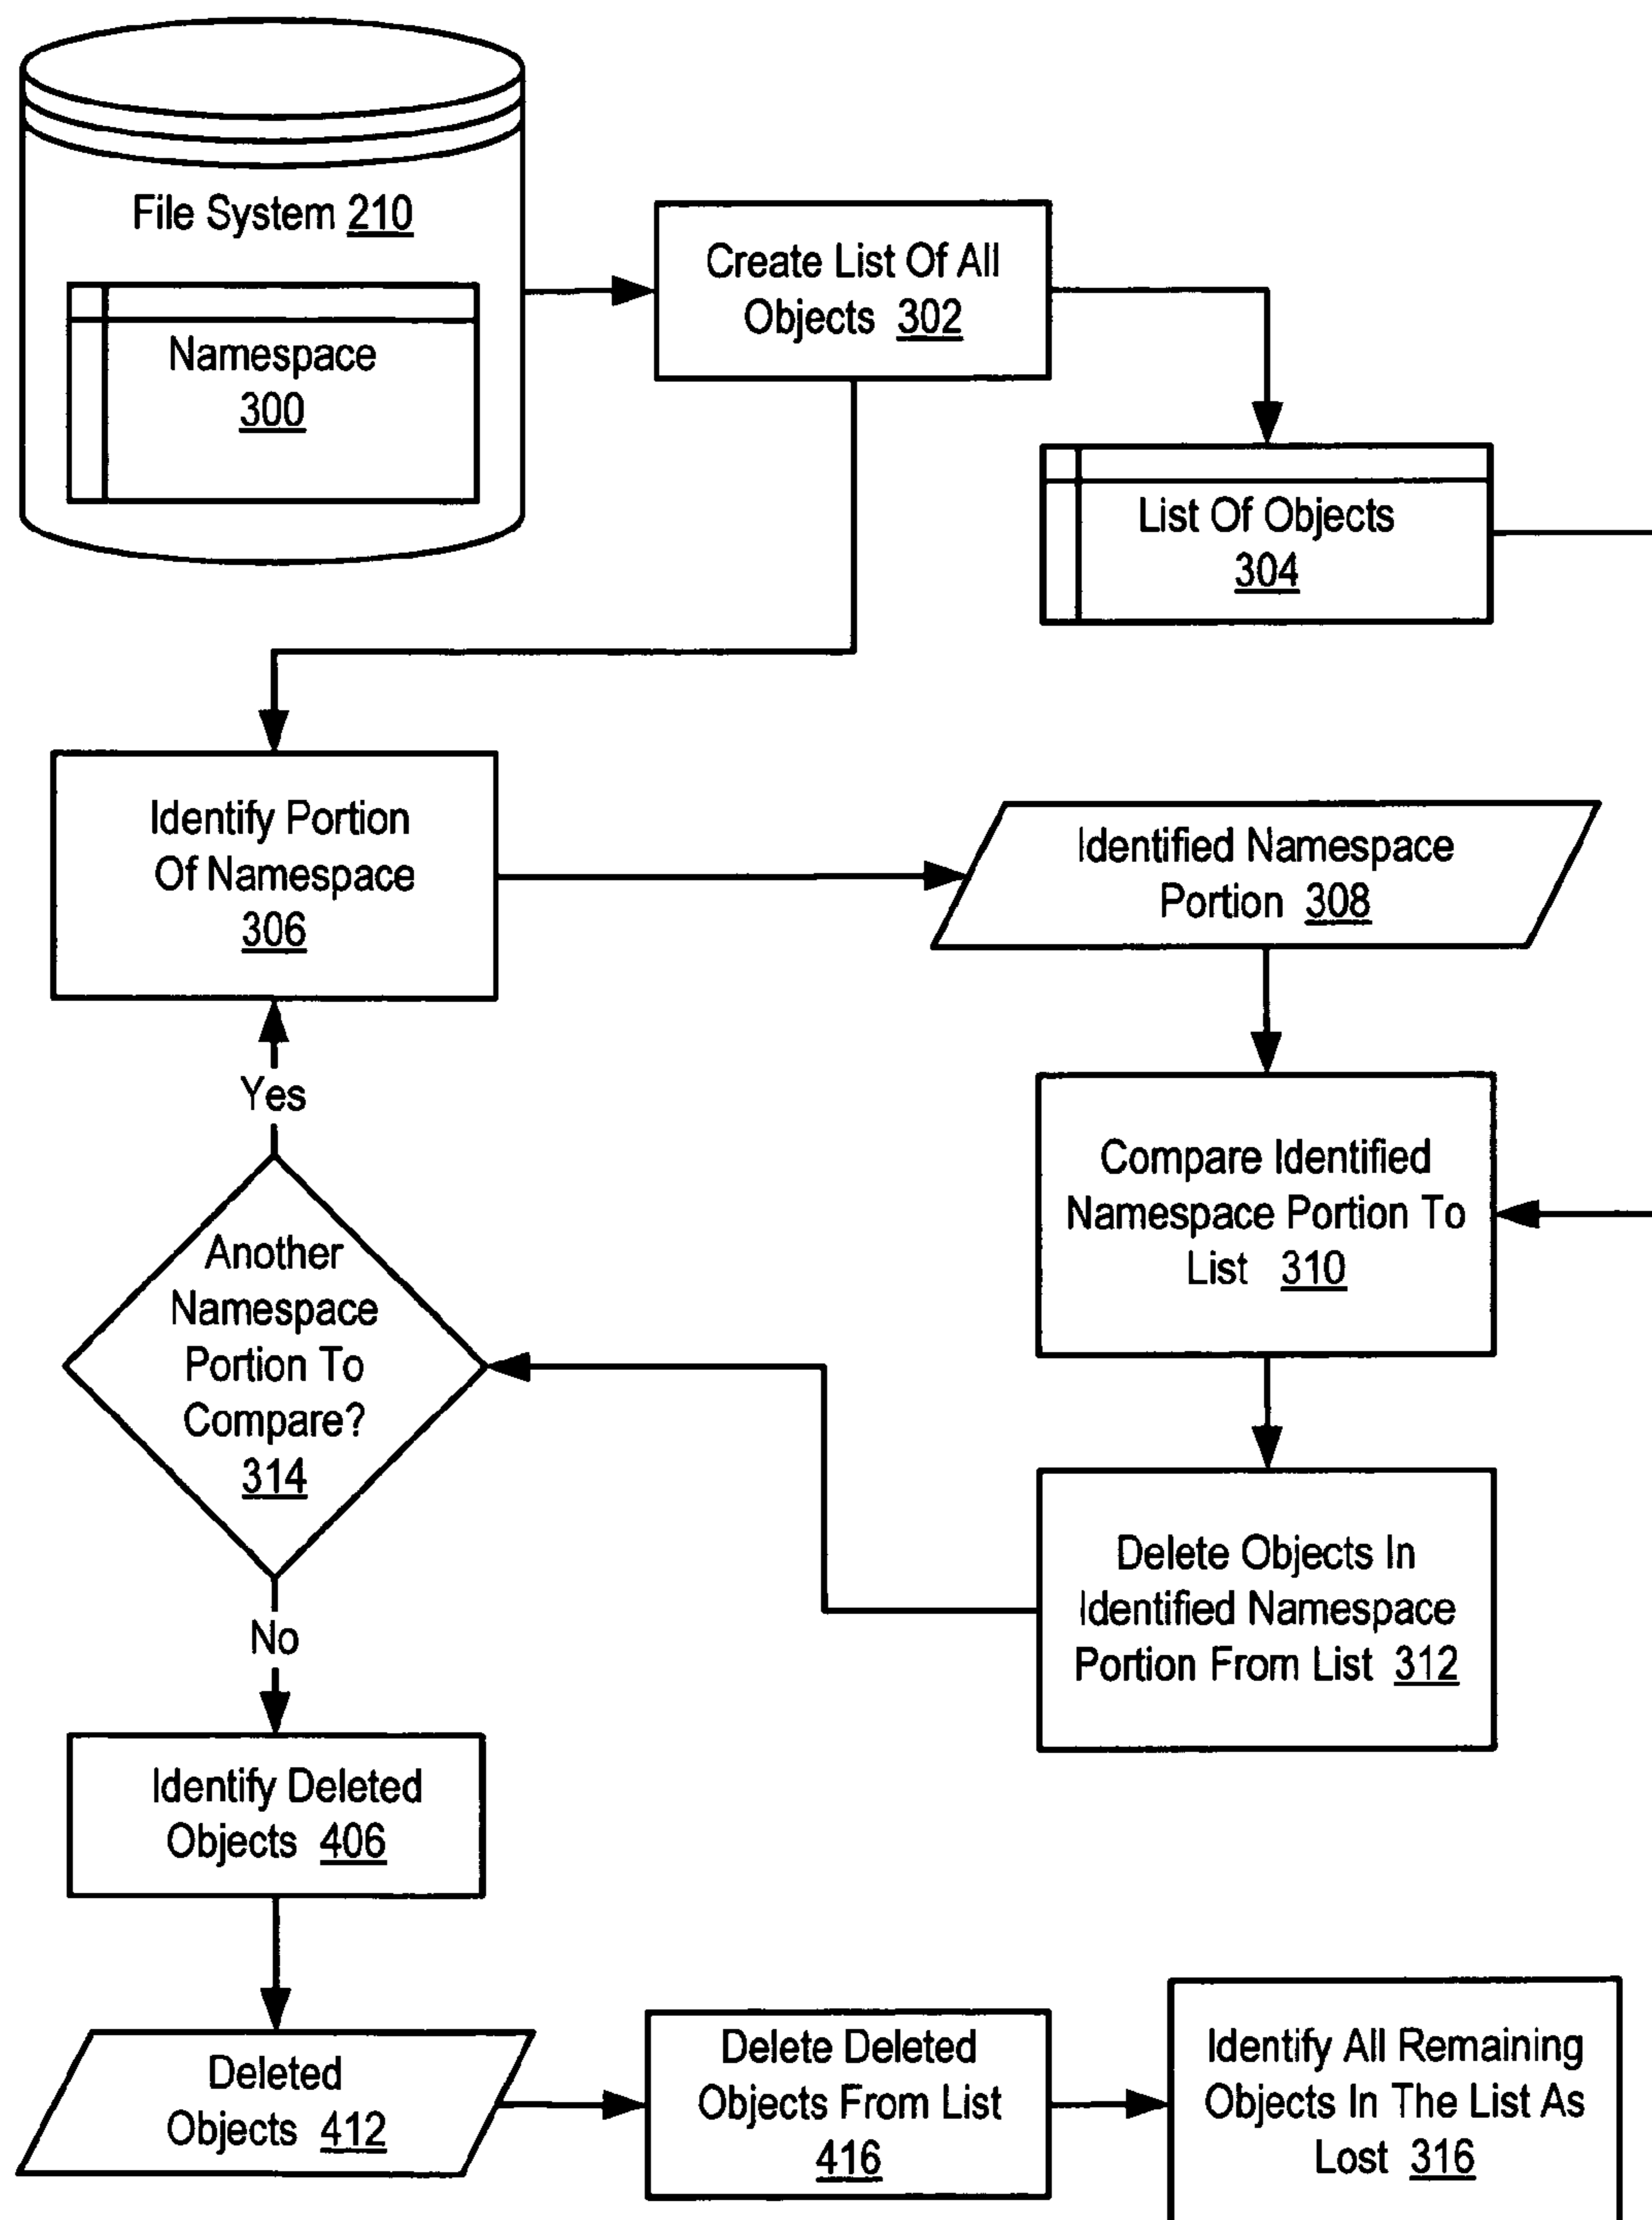 File System 210
Namespace
300
Create List Of All
Objects 302
List Of Objects
304
Identify Portion
Of Namespace
306
Identified Namespace
Portion 308
Yes
Compare Identified
Namespace Portion To
List 310
Another
Namespace
Portion To
Compare?
314
Delete Objects In
Identified Namespace
Portion From List 312
No
Identify Deleted
Objects 406
Deleted
Objects 412
Delete Deleted
Objects From List
416
Identify All Remaining
Objects In The List As
Lost 316